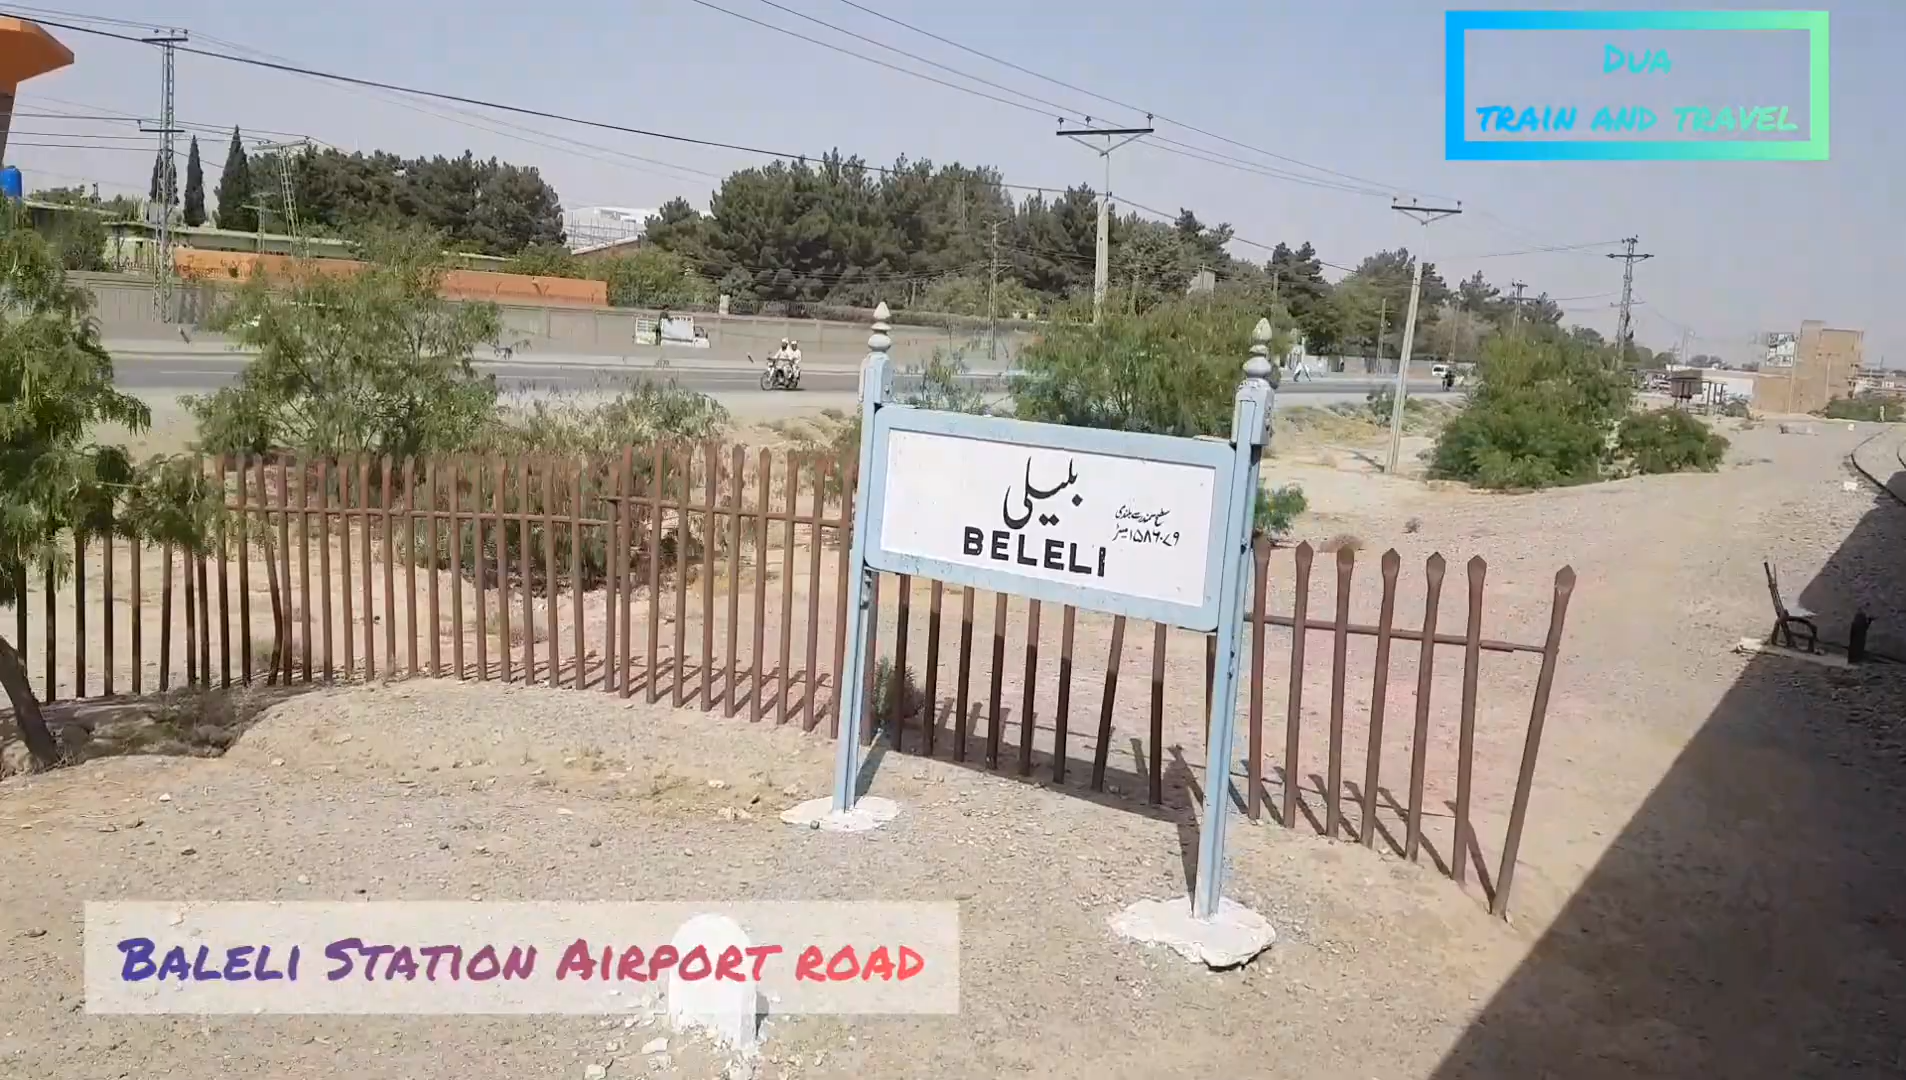 Dua
train and travel
بلیلی
BELELI
سطح سمندر سے بلندی
۱۵۸۶.۷۹ میٹر
Baleli Station Airport road